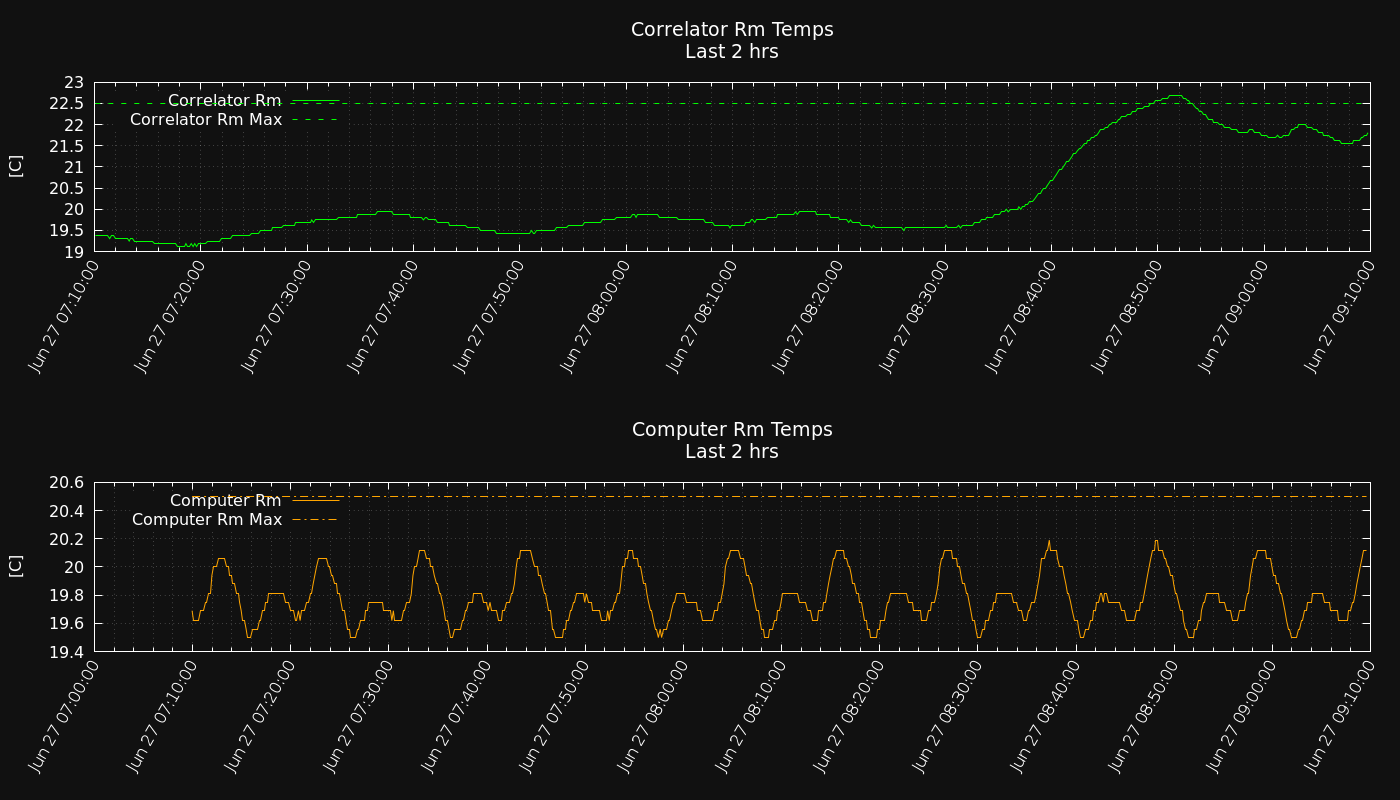 Correlator Rm Temps
Last 2 hrs
[C]
23
22.5
22
21.5
21
20.5
20
19.5
19
Correlator Rm
Correlator Rm Max
Jun 27 07:10:00
Jun 27 07:20:00
Jun 27 07:30:00
Jun 27 07:40:00
Jun 27 07:50:00
Jun 27 08:00:00
Jun 27 08:10:00
Jun 27 08:20:00
Jun 27 08:30:00
Jun 27 08:40:00
Jun 27 08:50:00
Jun 27 09:00:00
Jun 27 09:10:00
Computer Rm Temps
Last 2 hrs
[C]
20.6
20.4
20.2
20
19.8
19.6
19.4
Computer Rm
Computer Rm Max
Jun 27 07:00:00
Jun 27 07:10:00
Jun 27 07:20:00
Jun 27 07:30:00
Jun 27 07:40:00
Jun 27 07:50:00
Jun 27 08:00:00
Jun 27 08:10:00
Jun 27 08:20:00
Jun 27 08:30:00
Jun 27 08:40:00
Jun 27 08:50:00
Jun 27 09:00:00
Jun 27 09:10:00